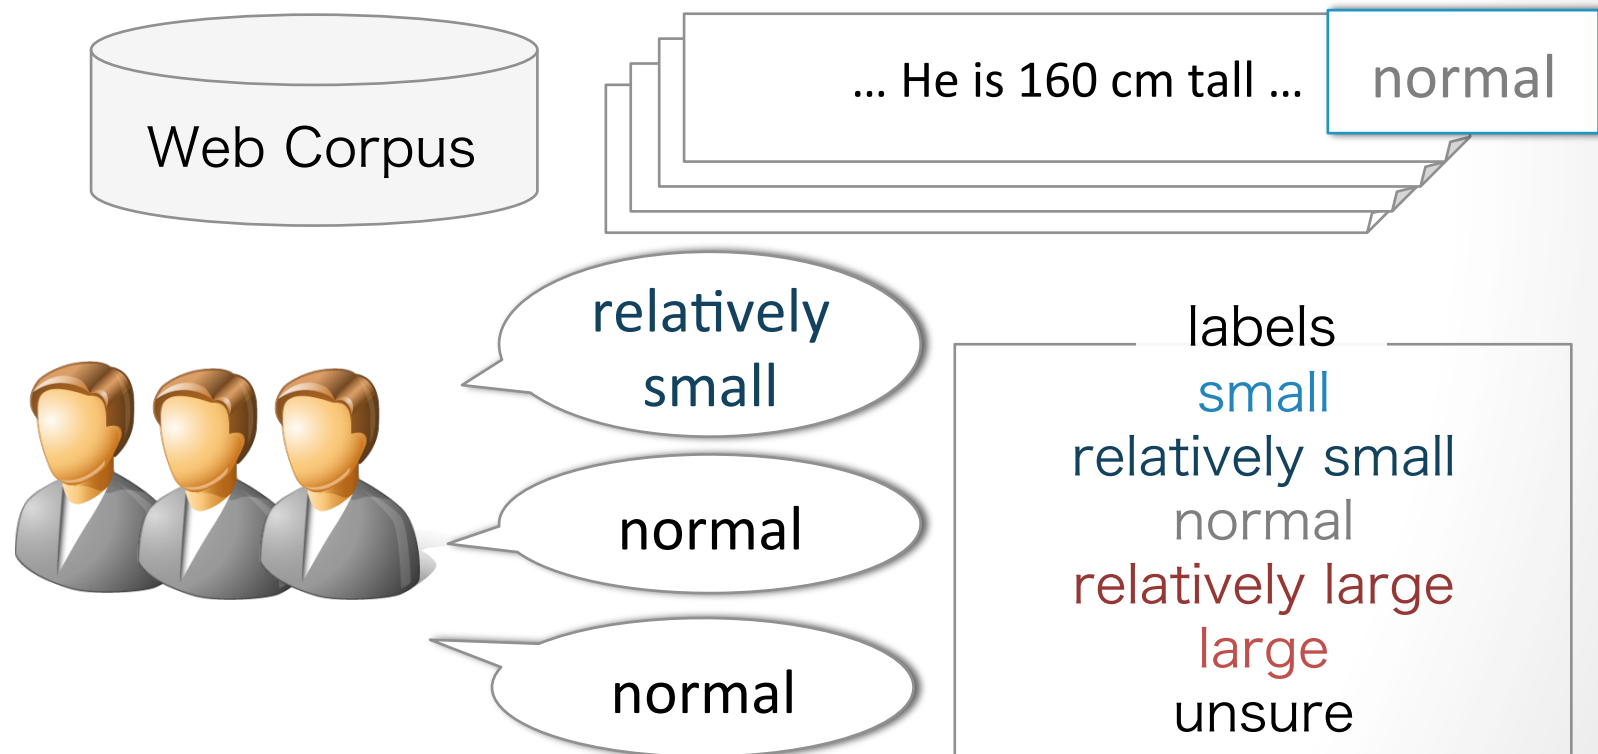 Web Corpus
... He is 160 cm tall ...
normal
relatively
small
normal
normal
labels
small
relatively small
normal
relatively large
large
unsure